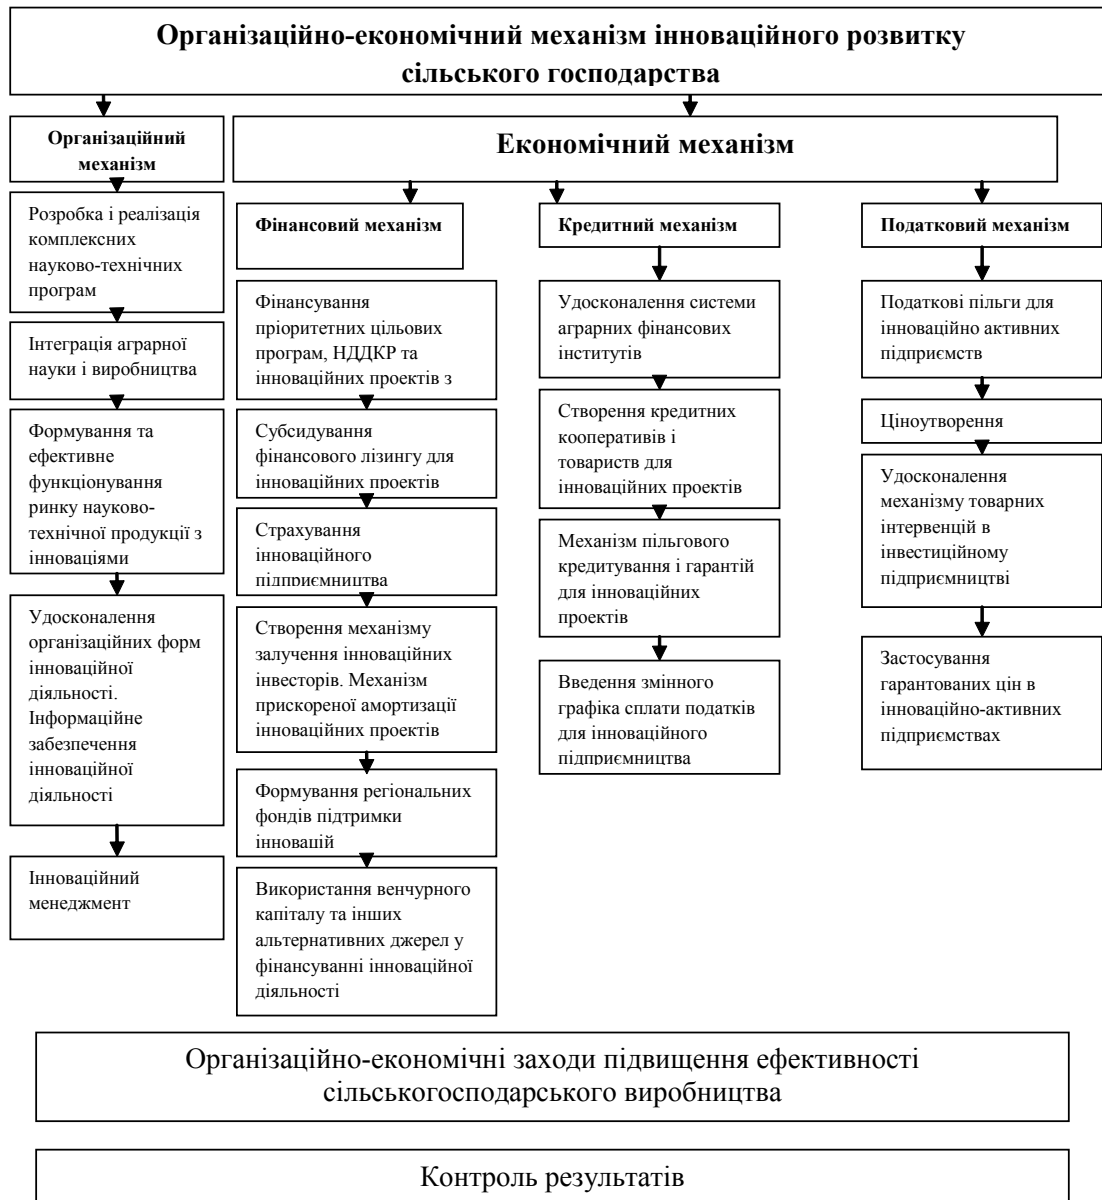 Організаційно-економічний механізм інноваційного розвитку
сільського господарства
Організаційний
механізм
Економічний механізм
Розробка і реалізація
комплексних
науково-технічних
програм
Інтеграція аграрної
науки і виробництва
Формування та
ефективне
функціонування
ринку науково-
технічної продукції з
інноваціями
Удосконалення
організаційних форм
інноваційної
діяльності.
Інформаційне
забезпечення
інноваційної
діяльності
Інноваційний
менеджмент
Фінансовий механізм
Фінансування
пріоритетних цільових
програм, НДДКР та
інноваційних проектів з
Субсидування
фінансового лізингу для
інноваційних проектів
Страхування
інноваційного
підприємництва
Створення механізму
залучення інноваційних
інвесторів. Механізм
прискореної амортизації
інноваційних проектів
Формування регіональних
фондів підтримки
інновацій
Використання венчурного
капіталу та інших
альтернативних джерел у
фінансуванні інноваційної
діяльності
Кредитний механізм
Удосконалення системи
аграрних фінансових
інститутів
Створення кредитних
кооперативів і
товариств для
інноваційних проектів
Механізм пільгового
кредитування і гарантій
для інноваційних
проектів
Введення змінного
графіка сплати податків
для інноваційного
підприємництва
Податковий механізм
Податкові пільги для
інноваційно активних
підприємств
Ціноутворення
Удосконалення
механізму товарних
інтервенцій в
інвестиційному
підприємництві
Застосування
гарантованих цін в
інноваційно-активних
підприємствах
Організаційно-економічні заходи підвищення ефективності
сільськогосподарського виробництва
Контроль результатів